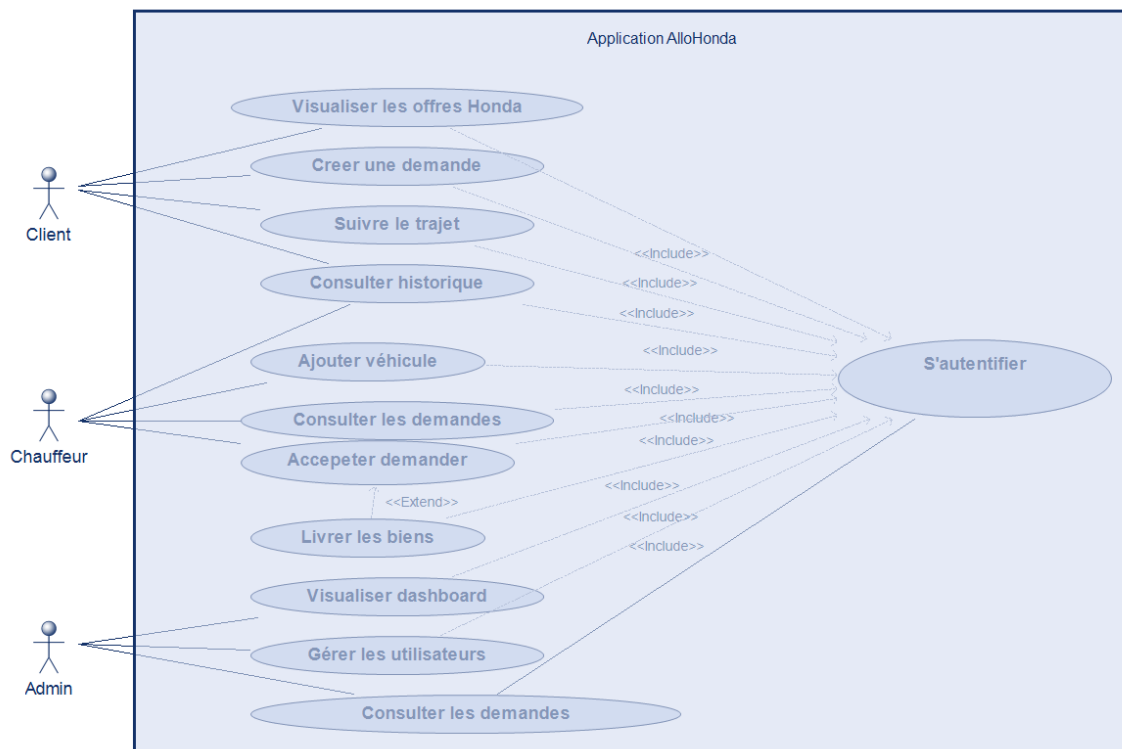 Application AlloHonda
Visualiser les offres Honda
Creer une demande
Client
Suivre le trajet
<<Include>>
Consulter historique
<<Include>>
<<Include>>
Ajouter véhicule
<<Include>>
S'autentifier
<<Include>>
Consulter les demandes
<<Include>>
Chauffeur
Accepeter demander
<<Include>>
<<Include>>
<<Extend>>
<<Include>>
Livrer les biens
<<Include>>
Visualiser dashboard
Gérer les utilisateurs
Admin
Consulter les demandes